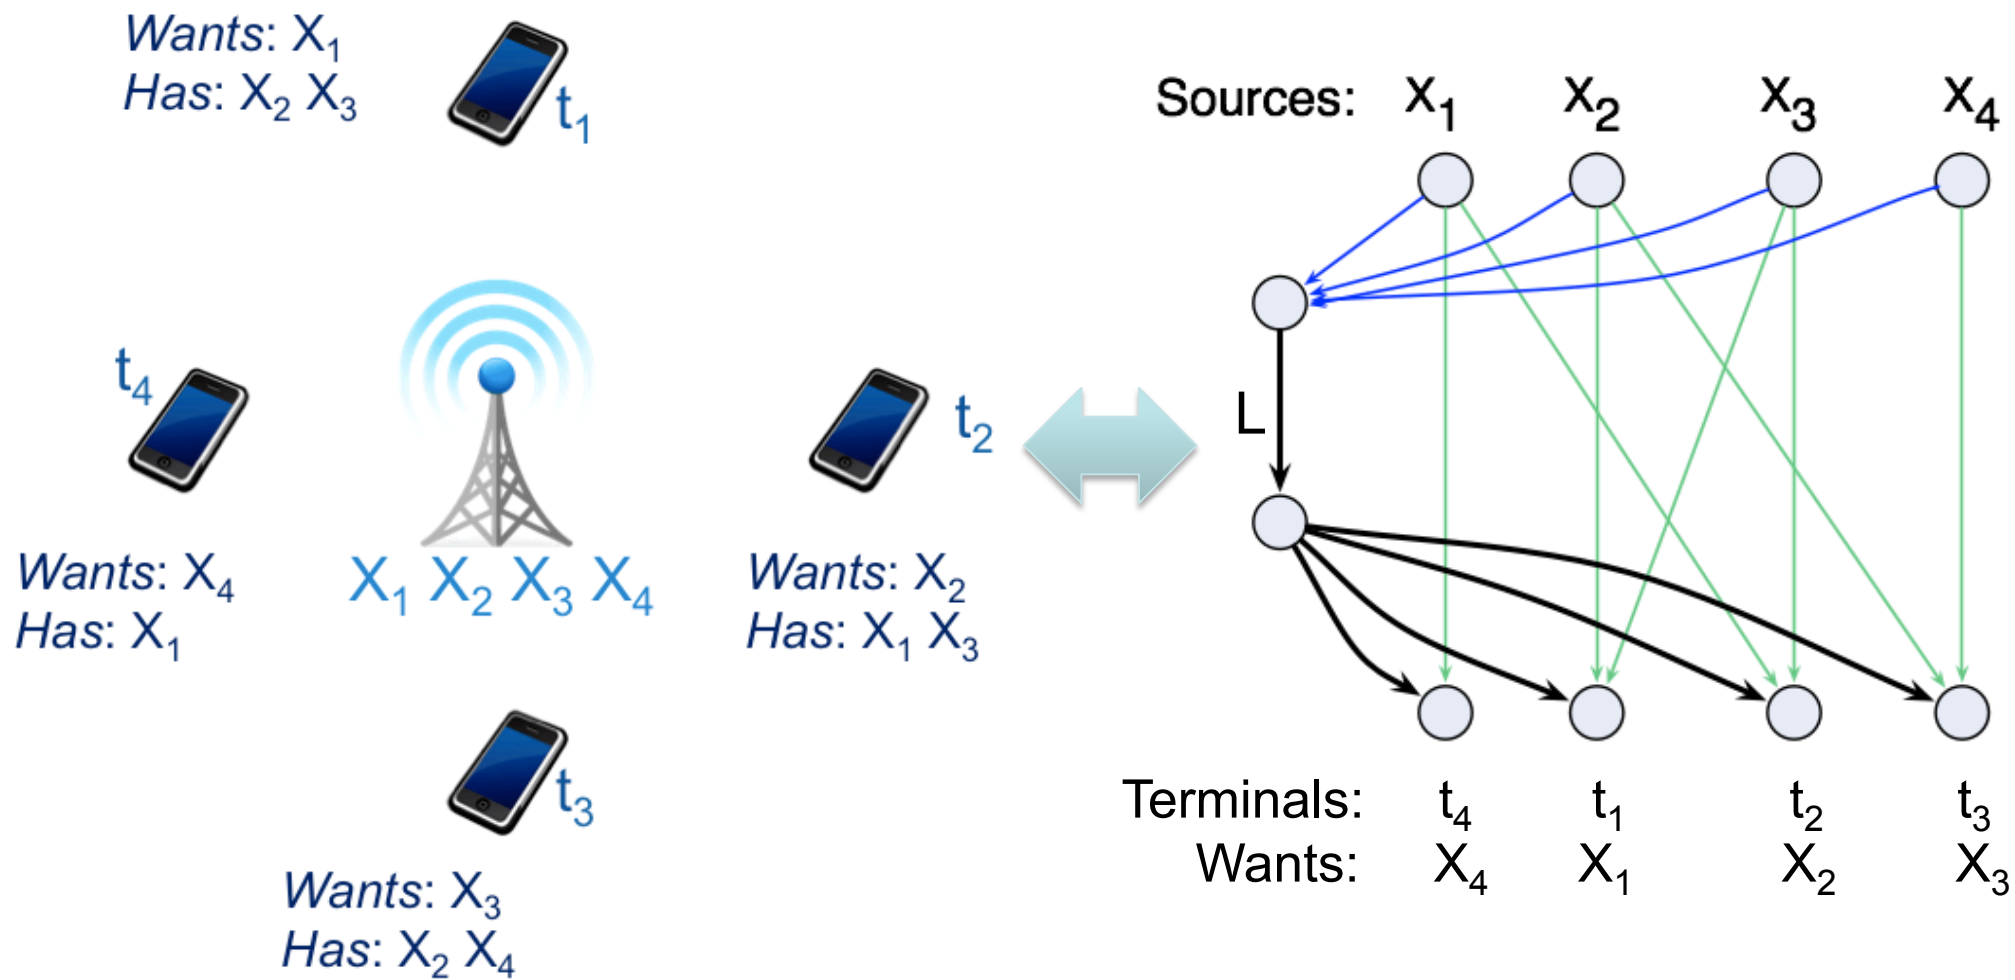 Wants: X₁
Has: X₂ X₃
t₁
t₄
Wants: X₄
Has: X₁
X₁ X₂ X₃ X₄
t₂
Wants: X₂
Has: X₁ X₃
t₃
Wants: X₃
Has: X₂ X₄
Sources: X₁ X₂ X₃ X₄
L
Terminals: t₄ t₁ t₂ t₃
Wants: X₄ X₁ X₂ X₃